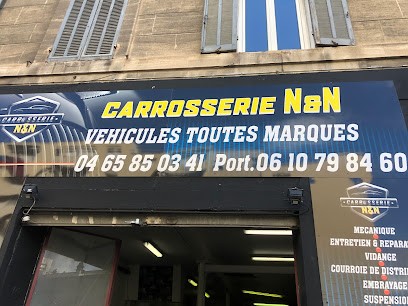 CARROSSERIE N&N
VEHICULES TOUTES MARQUES
04 65 85 03 41 Port. 06 10 79 84 60
CARROSSERIE
N&N
CARROSSERIE
N&N
MECANIQUE
ENTRETIEN & REPARA
VIDANGE
COURROIE DE DISTRI
EMBRAYAGE
SUSPENSION